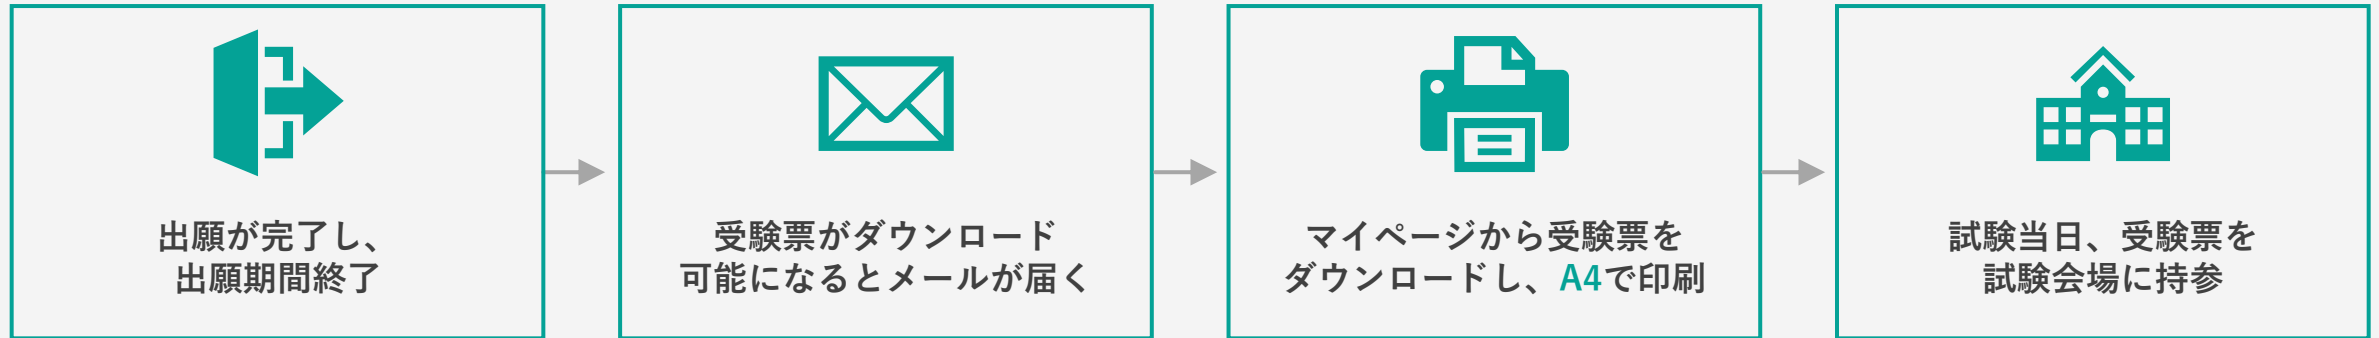 出願が完了し、
出願期間終了
受験票がダウンロード
可能になるとメールが届く
マイページから受験票を
ダウンロードし、A4で印刷
試験当日、受験票を
試験会場に持参